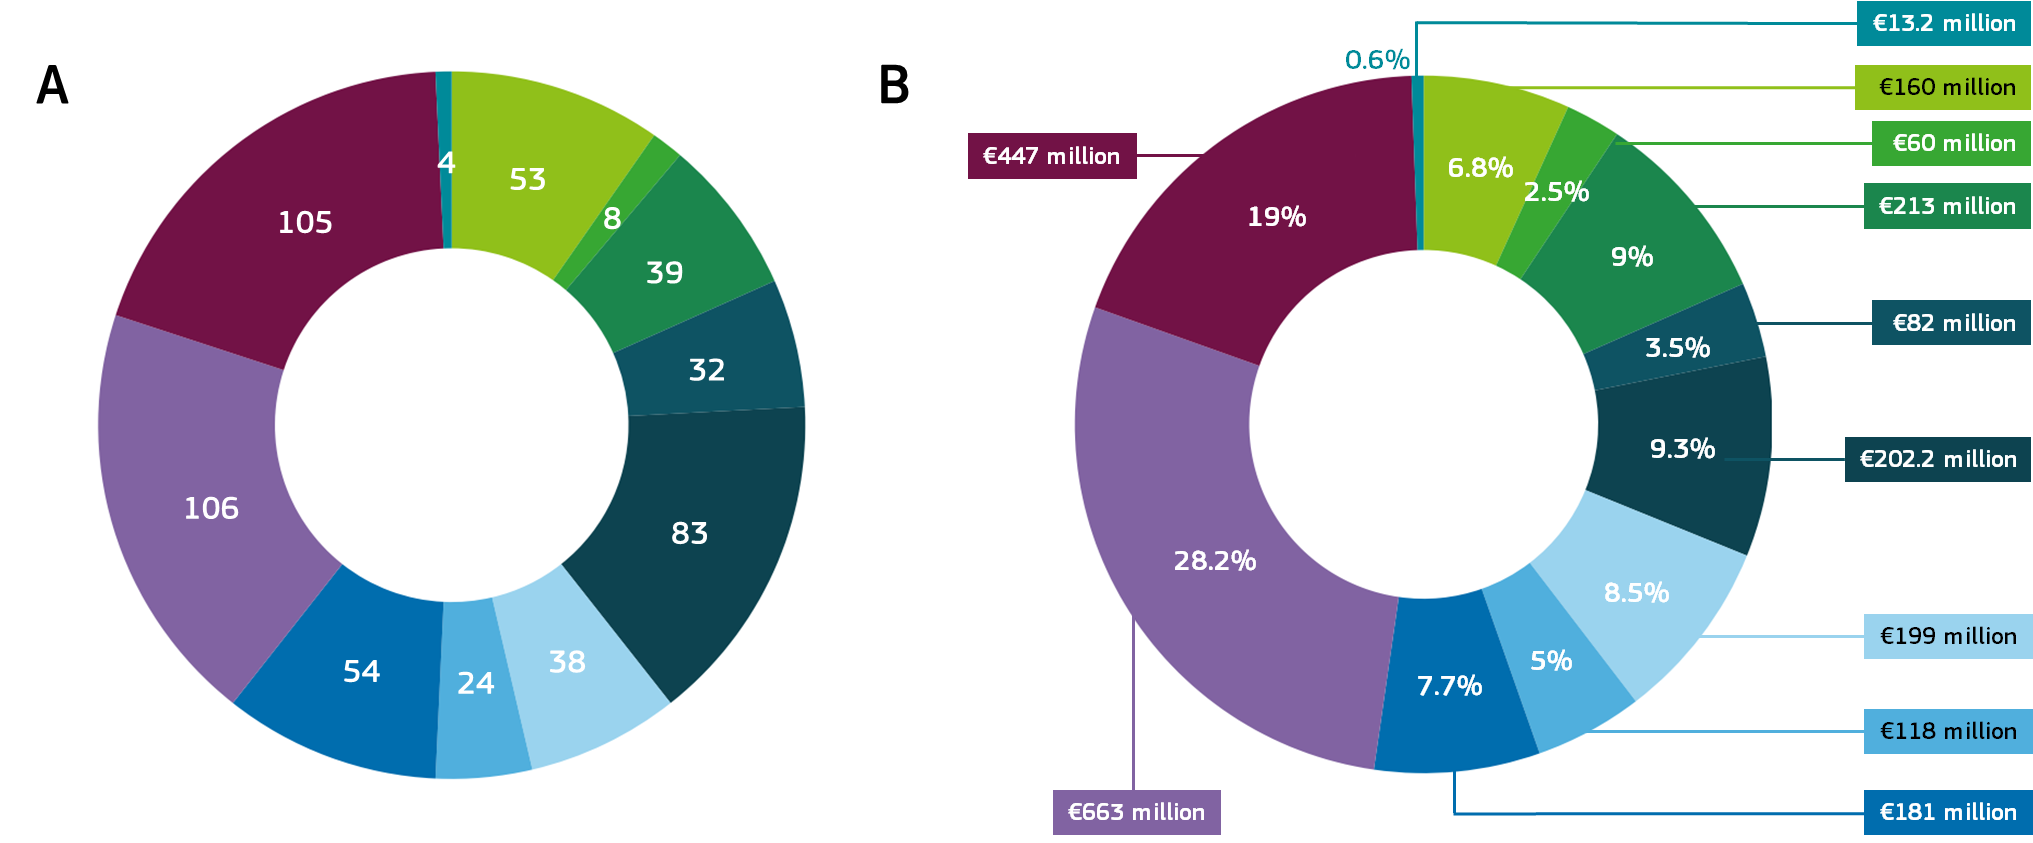 A
4
53
8
39
32
83
38
24
54
106
105
B
0.6%
6.8%
2.5%
9%
3.5%
9.3%
8.5%
5%
7.7%
28.2%
19%
€13.2 million
€160 million
€60 million
€213 million
€82 million
€202.2 million
€199 million
€118 million
€181 million
€663 million
€447 million